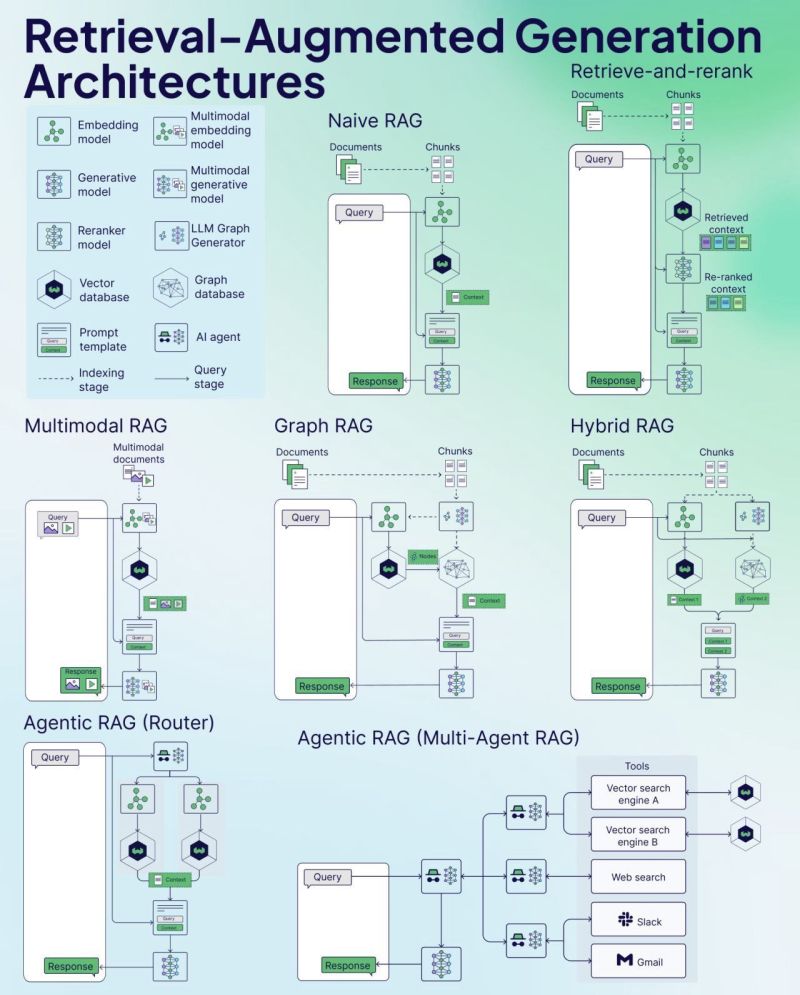 Retrieval-Augmented Generation
Architectures
Embedding
model
Multimodal
embedding
model
Generative
model
Multimodal
generative
model
Reranker
model
LLM Graph
Generator
Vector
database
Graph
database
Prompt
template
Query
Context
AI agent
Indexing
stage
Query
stage
Naive RAG
Documents
Chunks
Query
Context
Query
Context
Response
Retrieve-and-rerank
Documents
Chunks
Query
Retrieved
context
Re-ranked
context
Query
Context
Response
Multimodal RAG
Multimodal
documents
Query
Query
Context
Response
Graph RAG
Documents
Chunks
Query
Nodes
Context
Query
Context
Response
Hybrid RAG
Documents
Chunks
Query
Context 1
Context 2
Query
Context 1
Context 2
Response
Agentic RAG (Router)
Query
Context
Query
Context
Response
Agentic RAG (Multi-Agent RAG)
Tools
Vector search
engine A
Vector search
engine B
Query
Web search
Slack
Response
Gmail